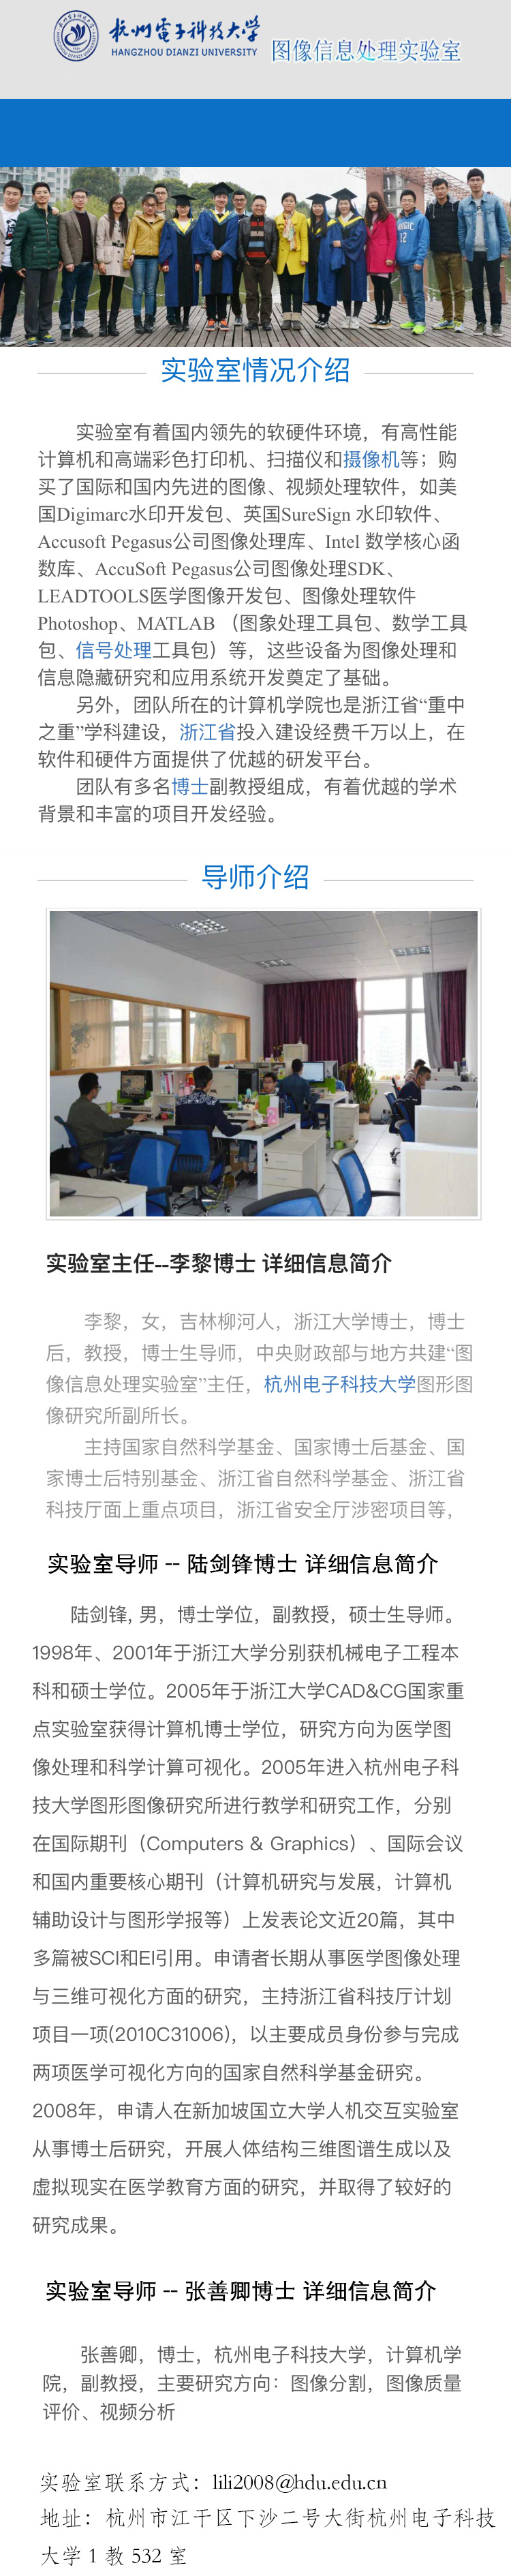 杭州電子科技大学
HANGZHOU DIANZI UNIVERSITY
图像信息处理实验室
实验室情况介绍
实验室有着国内领先的软硬件环境，有高性能
计算机和高端彩色打印机、扫描仪和摄像机等；购
买了国际和国内先进的图像、视频处理软件，如美
国Digimarc水印开发包、英国SureSign 水印软件、
Accusoft Pegasus公司图像处理库、Intel 数学核心函
数库、AccuSoft Pegasus公司图像处理SDK、
LEADTOOLS医学图像开发包、图像处理软件
Photoshop、MATLAB （图象处理工具包、数学工具
包、信号处理工具包）等，这些设备为图像处理和
信息隐藏研究和应用系统开发奠定了基础。
另外，团队所在的计算机学院也是浙江省“重中
之重”学科建设，浙江省投入建设经费千万以上，在
软件和硬件方面提供了优越的研发平台。
团队有多名博士副教授组成，有着优越的学术
背景和丰富的项目开发经验。
导师介绍
实验室主任--李黎博士 详细信息简介
李黎，女，吉林柳河人，浙江大学博士，博士
后，教授，博士生导师，中央财政部与地方共建“图
像信息处理实验室”主任，杭州电子科技大学图形图
像研究所副所长。
主持国家自然科学基金、国家博士后基金、国
家博士后特别基金、浙江省自然科学基金、浙江省
科技厅面上重点项目，浙江省安全厅涉密项目等，
实验室导师 -- 陆剑锋博士 详细信息简介
陆剑锋, 男，博士学位，副教授，硕士生导师。
1998年、2001年于浙江大学分别获机械电子工程本
科和硕士学位。2005年于浙江大学CAD&CG国家重
点实验室获得计算机博士学位，研究方向为医学图
像处理和科学计算可视化。2005年进入杭州电子科
技大学图形图像研究所进行教学和研究工作，分别
在国际期刊（Computers & Graphics）、国际会议
和国内重要核心期刊（计算机研究与发展，计算机
辅助设计与图形学报等）上发表论文近20篇，其中
多篇被SCI和EI引用。申请者长期从事医学图像处理
与三维可视化方面的研究，主持浙江省科技厅计划
项目一项(2010C31006)，以主要成员身份参与完成
两项医学可视化方向的国家自然科学基金研究。
2008年，申请人在新加坡国立大学人机交互实验室
从事博士后研究，开展人体结构三维图谱生成以及
虚拟现实在医学教育方面的研究，并取得了较好的
研究成果。
实验室导师 -- 张善卿博士 详细信息简介
张善卿，博士，杭州电子科技大学，计算机学
院，副教授，主要研究方向：图像分割，图像质量
评价、视频分析
实验室联系方式：lili2008@hdu.edu.cn
地址：杭州市江干区下沙二号大街杭州电子科技
大学 1 教 532 室